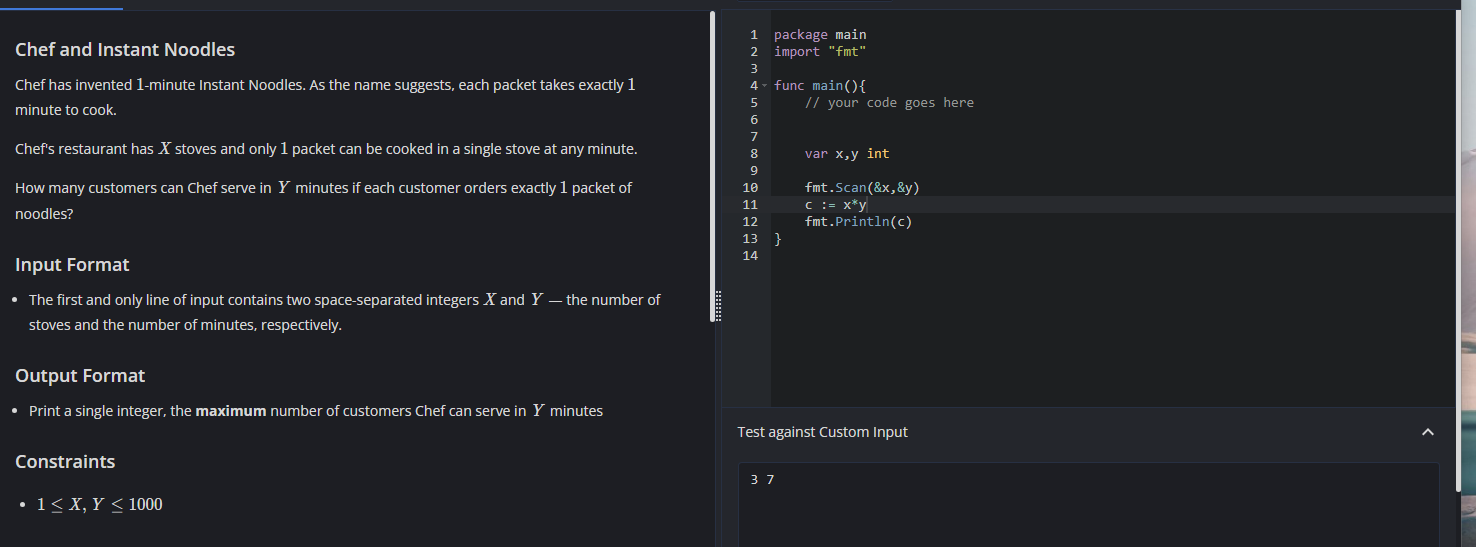 Chef and Instant Noodles
Chef has invented 1-minute Instant Noodles. As the name suggests, each packet takes exactly 1
minute to cook.
Chef's restaurant has X stoves and only 1 packet can be cooked in a single stove at any minute.
How many customers can Chef serve in Y minutes if each customer orders exactly 1 packet of
noodles?
Input Format
• The first and only line of input contains two space-separated integers X and Y — the number of
stoves and the number of minutes, respectively.
Output Format
• Print a single integer, the maximum number of customers Chef can serve in Y minutes
Constraints
• 1 ≤ X, Y ≤ 1000
1 package main
2 import "fmt"
3
4 func main(){
5 // your code goes here
6
7
8 var x,y int
9
10 fmt.Scan(&x,&y)
11 c := x*y
12 fmt.Println(c)
13 }
14
Test against Custom Input
3 7